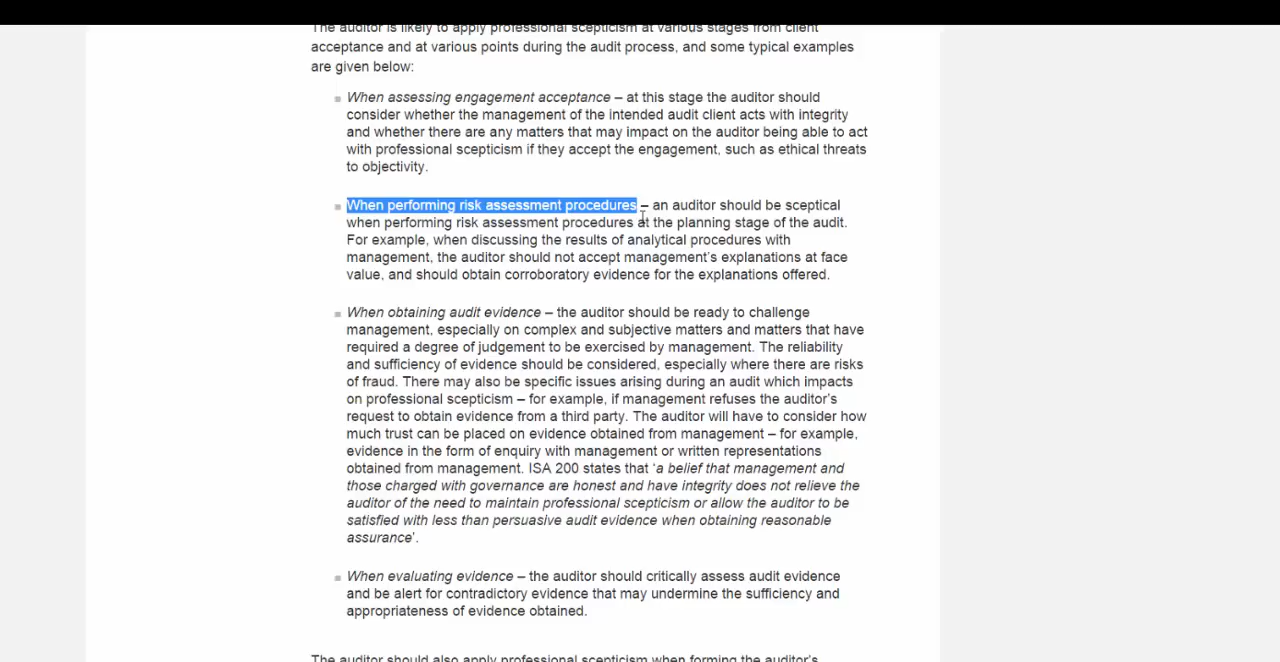 The auditor is likely to apply professional scepticism at various stages from client
acceptance and at various points during the audit process, and some typical examples
are given below:
When assessing engagement acceptance – at this stage the auditor should
consider whether the management of the intended audit client acts with integrity
and whether there are any matters that may impact on the auditor being able to act
with professional scepticism if they accept the engagement, such as ethical threats
to objectivity.
When performing risk assessment procedures – an auditor should be sceptical
when performing risk assessment procedures at the planning stage of the audit.
For example, when discussing the results of analytical procedures with
management, the auditor should not accept management's explanations at face
value, and should obtain corroboratory evidence for the explanations offered.
When obtaining audit evidence – the auditor should be ready to challenge
management, especially on complex and subjective matters and matters that have
required a degree of judgement to be exercised by management. The reliability
and sufficiency of evidence should be considered, especially where there are risks
of fraud. There may also be specific issues arising during an audit which impacts
on professional scepticism – for example, if management refuses the auditor's
request to obtain evidence from a third party. The auditor will have to consider how
much trust can be placed on evidence obtained from management – for example,
evidence in the form of enquiry with management or written representations
obtained from management. ISA 200 states that 'a belief that management and
those charged with governance are honest and have integrity does not relieve the
auditor of the need to maintain professional scepticism or allow the auditor to be
satisfied with less than persuasive audit evidence when obtaining reasonable
assurance'.
When evaluating evidence – the auditor should critically assess audit evidence
and be alert for contradictory evidence that may undermine the sufficiency and
appropriateness of evidence obtained.
The auditor should also apply professional scepticism when forming the auditor's